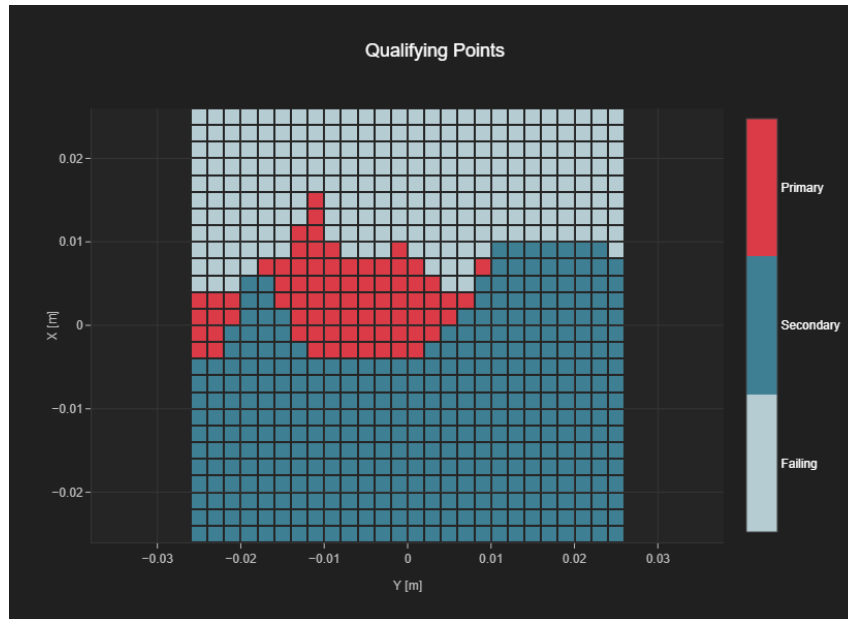 Qualifying Points
0.02
0.01
0
−0.01
−0.02
X [m]
−0.03
−0.02
−0.01
0
0.01
0.02
0.03
Y [m]
Primary
Secondary
Failing